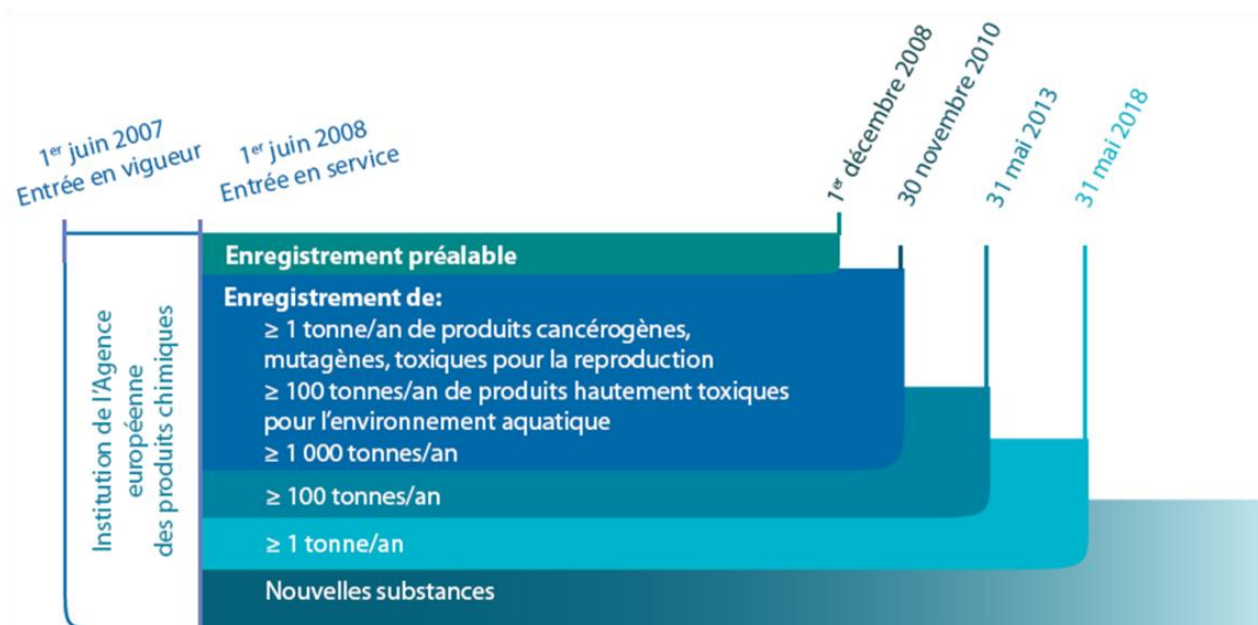 1er juin 2007
Entrée en vigueur
1er juin 2008
Entrée en service
1er décembre 2008
30 novembre 2010
31 mai 2013
31 mai 2018
Institution de l'Agence
européenne
des produits chimiques
Enregistrement préalable
Enregistrement de:
≥ 1 tonne/an de produits cancérogènes,
mutagènes, toxiques pour la reproduction
≥ 100 tonnes/an de produits hautement toxiques
pour l'environnement aquatique
≥ 1 000 tonnes/an
≥ 100 tonnes/an
≥ 1 tonne/an
Nouvelles substances